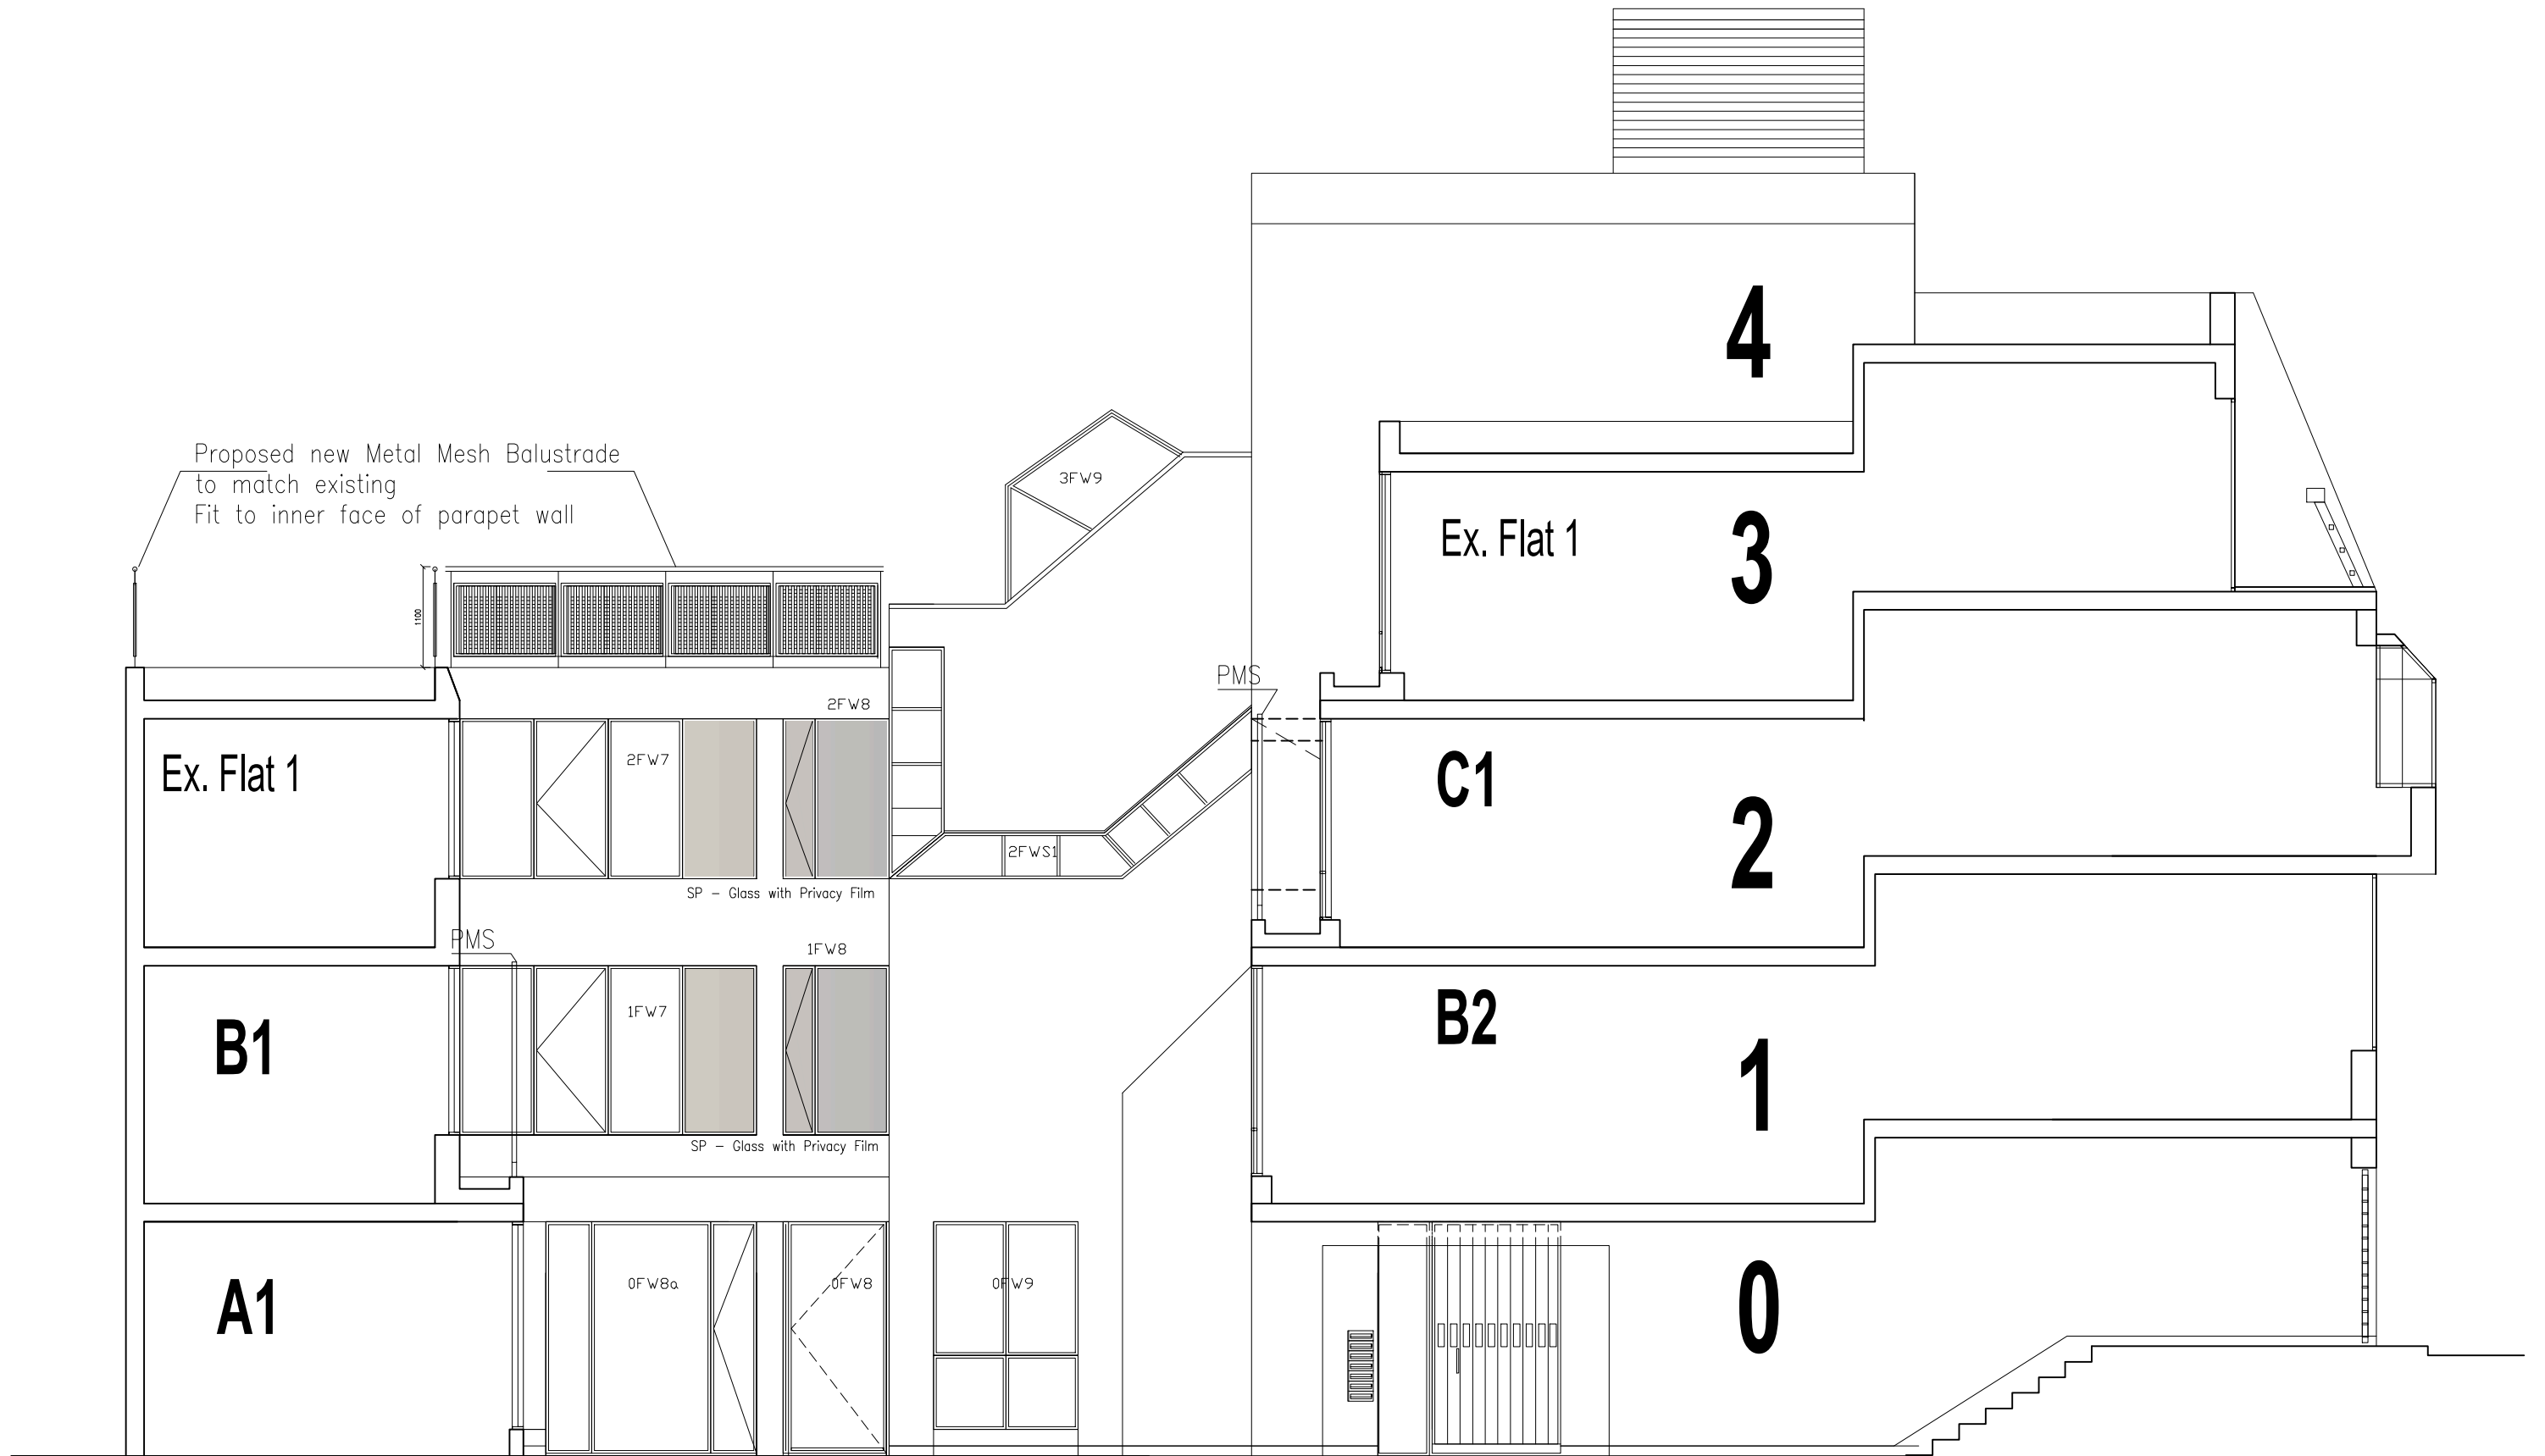 4
Proposed new Metal Mesh Balustrade
to match existing
Fit to inner face of parapet wall
3FW9
Ex. Flat 1
3
1100
PMS
2FW8
Ex. Flat 1
2FW7
C1
2
2FWS1
SP - Glass with Privacy Film
PMS
1FW8
B1
1FW7
B2
1
SP - Glass with Privacy Film
A1
0FW8a
0FW8
0FW9
0